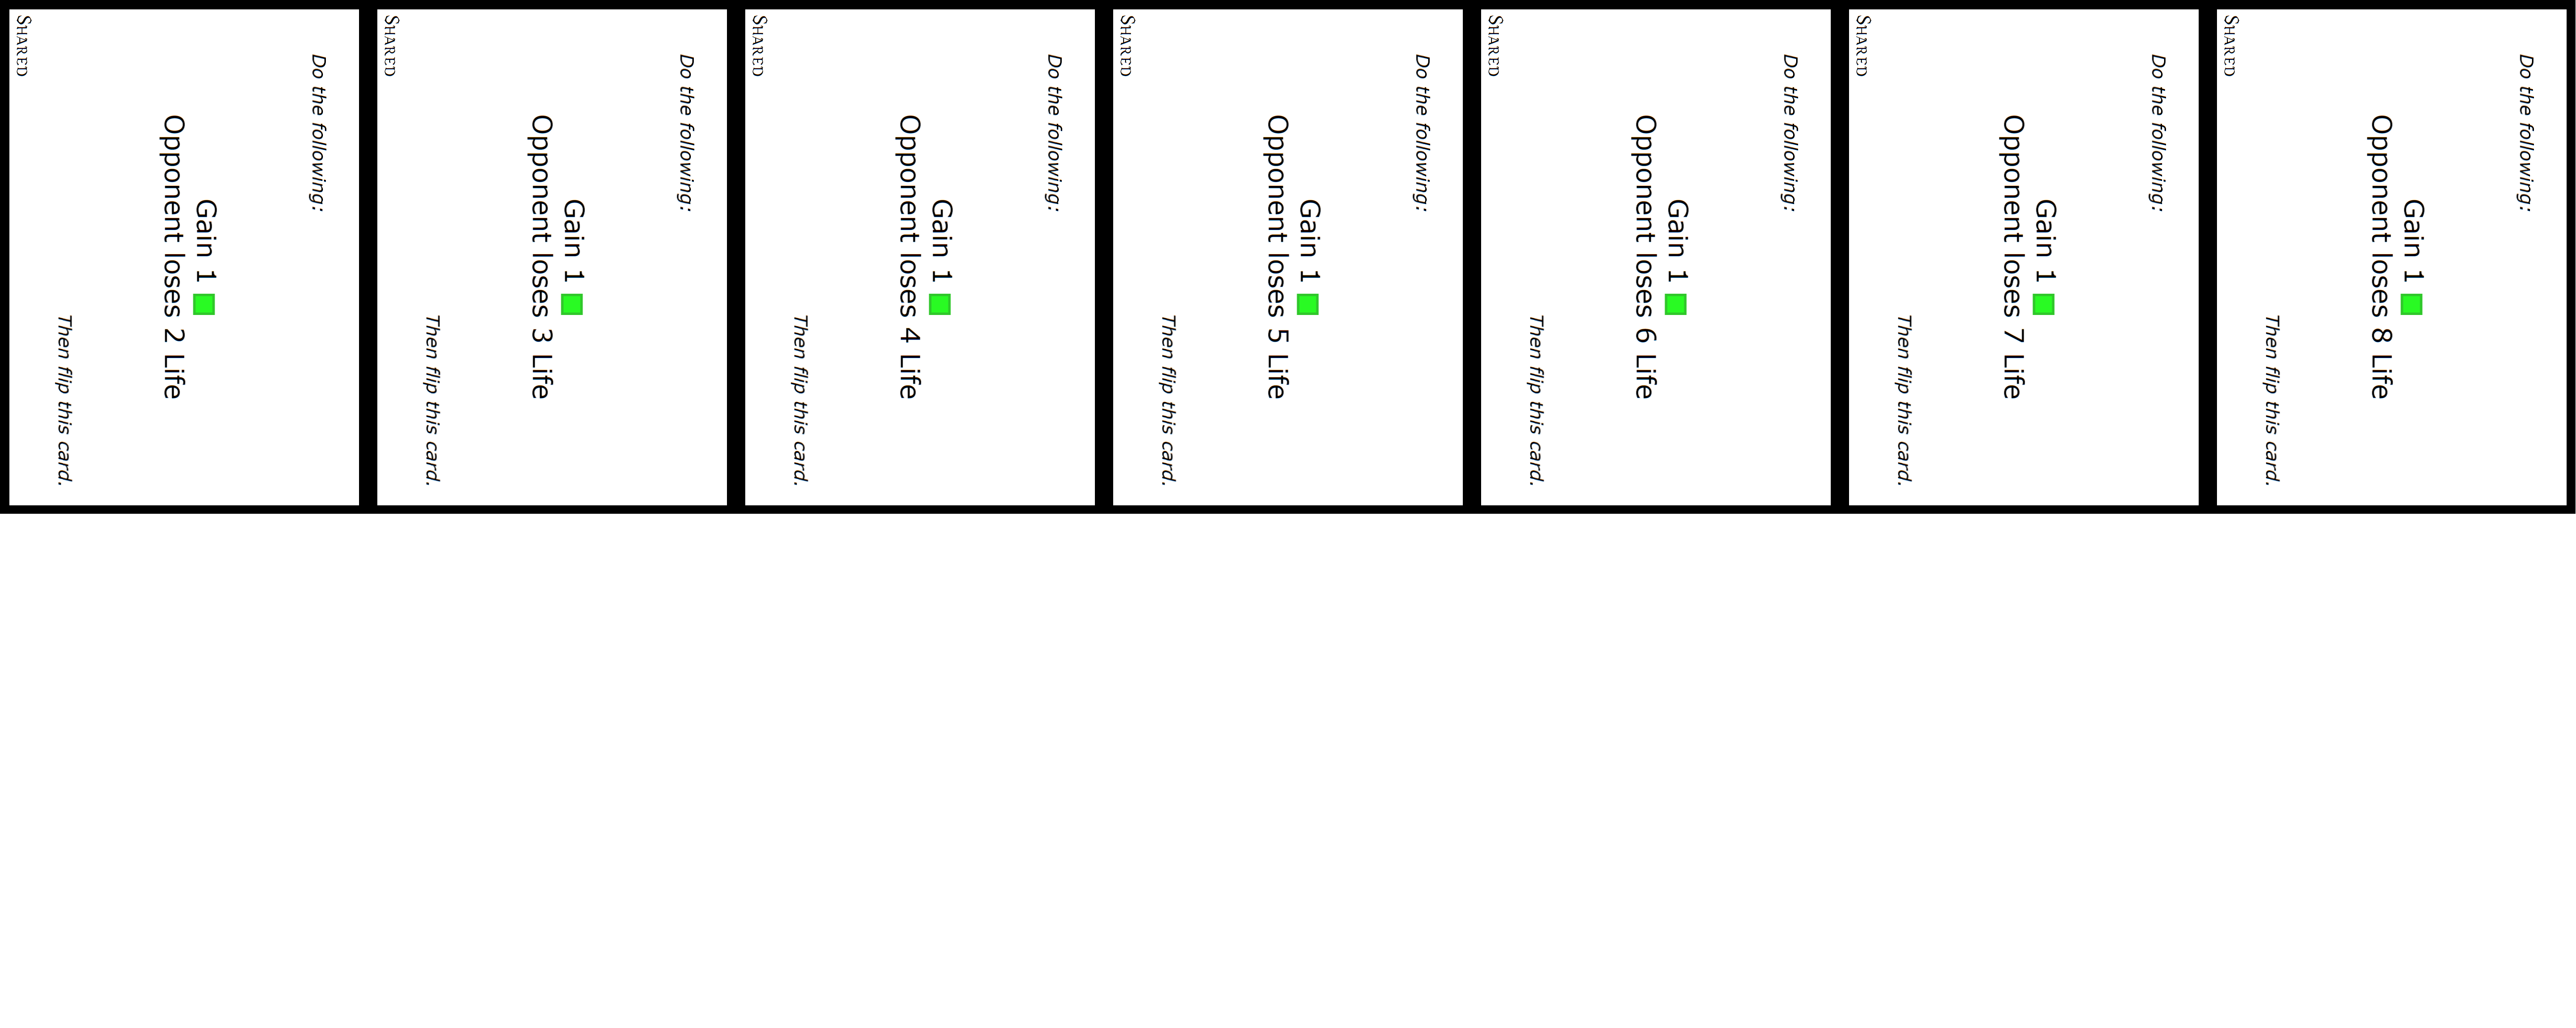 Do the following:
Gain 1
Opponent loses 2 Life
Then flip this card.
SHARED
Do the following:
Gain 1
Opponent loses 3 Life
Then flip this card.
SHARED
Do the following:
Gain 1
Opponent loses 4 Life
Then flip this card.
SHARED
Do the following:
Gain 1
Opponent loses 5 Life
Then flip this card.
SHARED
Do the following:
Gain 1
Opponent loses 6 Life
Then flip this card.
SHARED
Do the following:
Gain 1
Opponent loses 7 Life
Then flip this card.
SHARED
Do the following:
Gain 1
Opponent loses 8 Life
Then flip this card.
SHARED